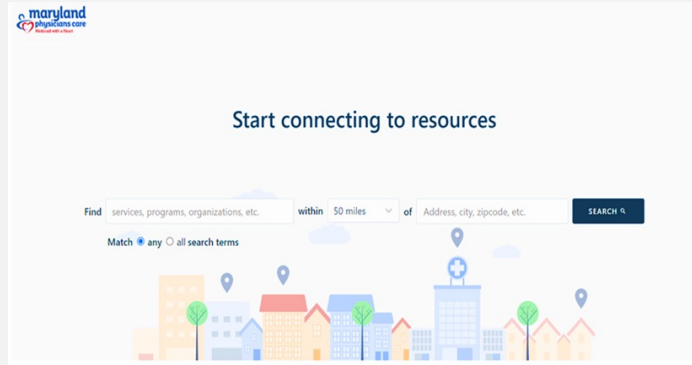 maryland
physicians care
Medicaid with a Heart
Start connecting to resources
Find services, programs, organizations, etc. within 50 miles of Address, city, zipcode, etc. SEARCH
Match any all search terms